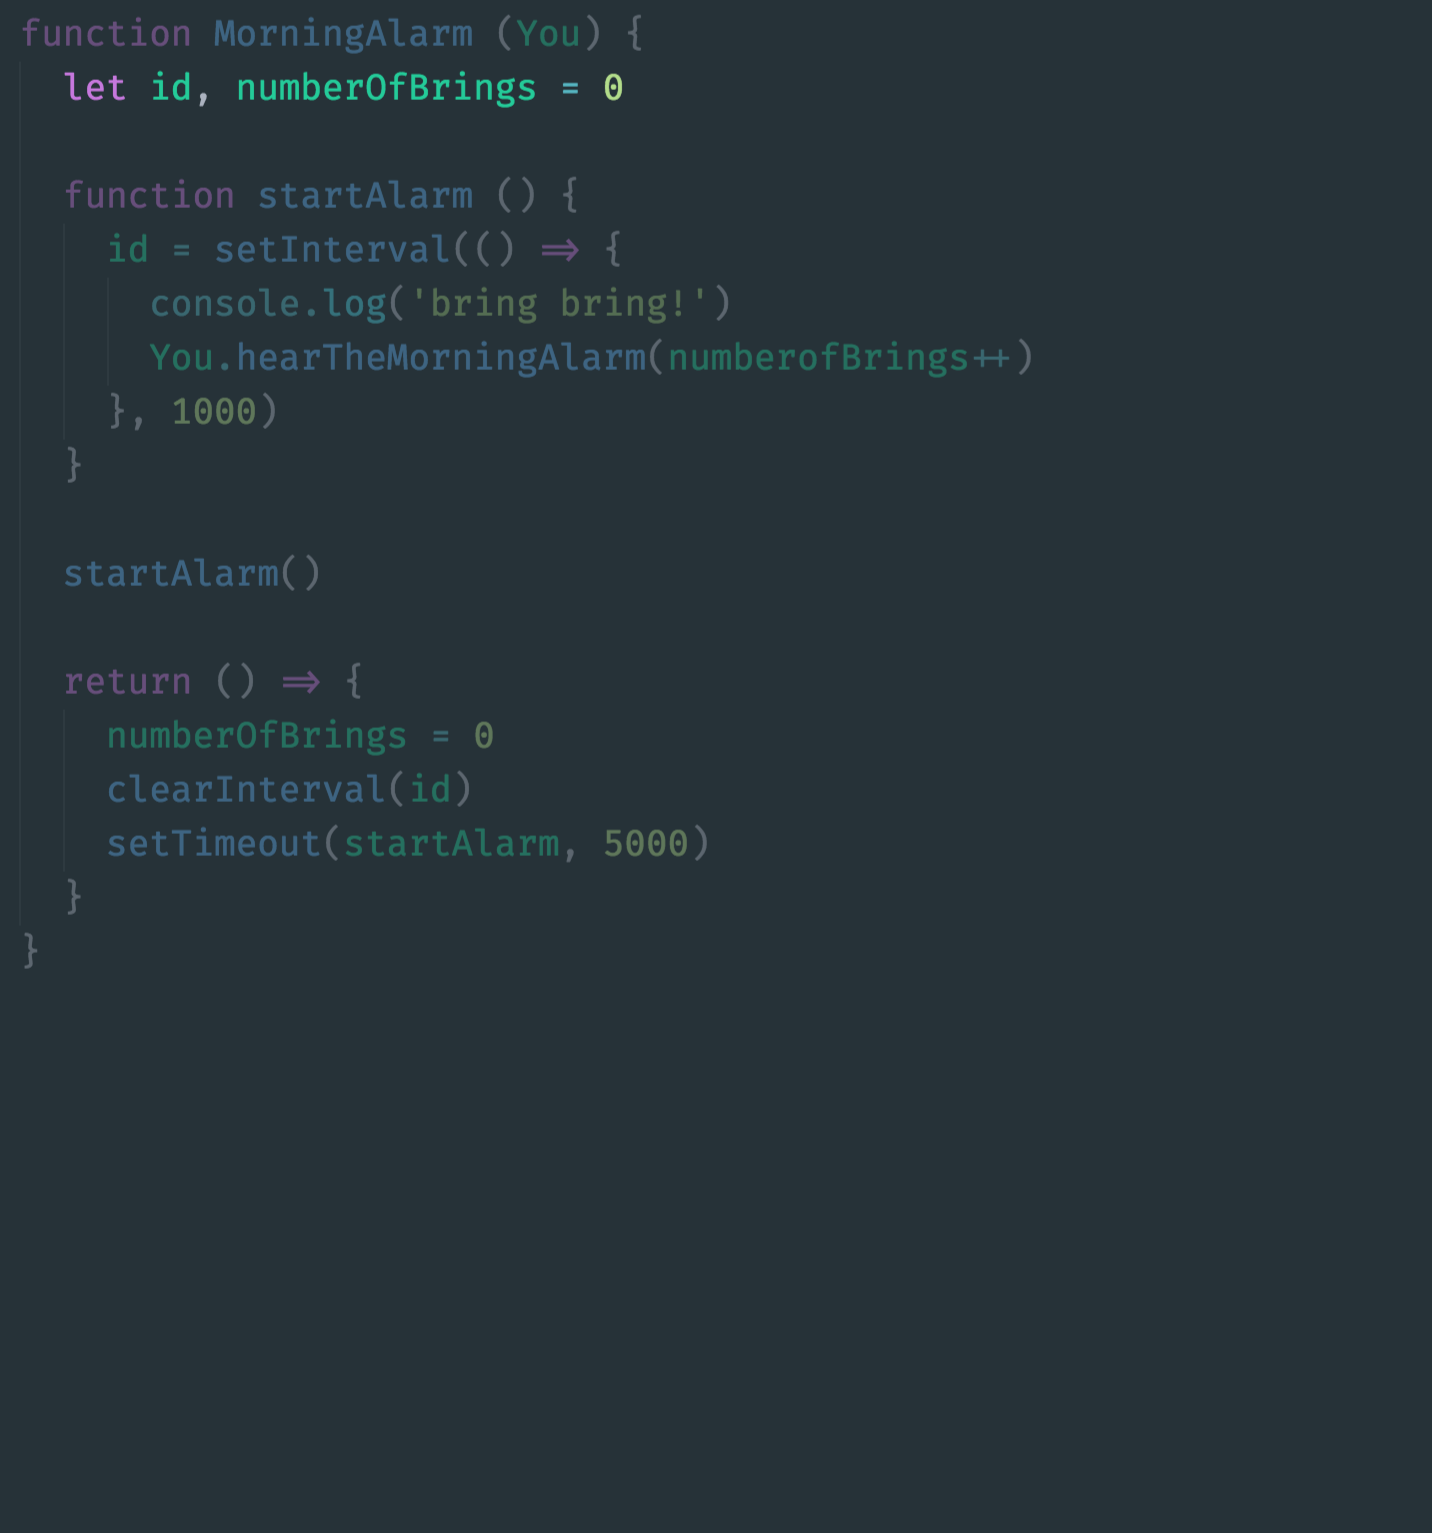 function MorningAlarm (You) {
let id, numberOfBrings = 0
function startAlarm () {
id = setInterval(() => {
console.log('bring bring!')
You.hearTheMorningAlarm(numberofBrings++)
}, 1000)
}
startAlarm()
return () => {
numberOfBrings = 0
clearInterval(id)
setTimeout(startAlarm, 5000)
}
}